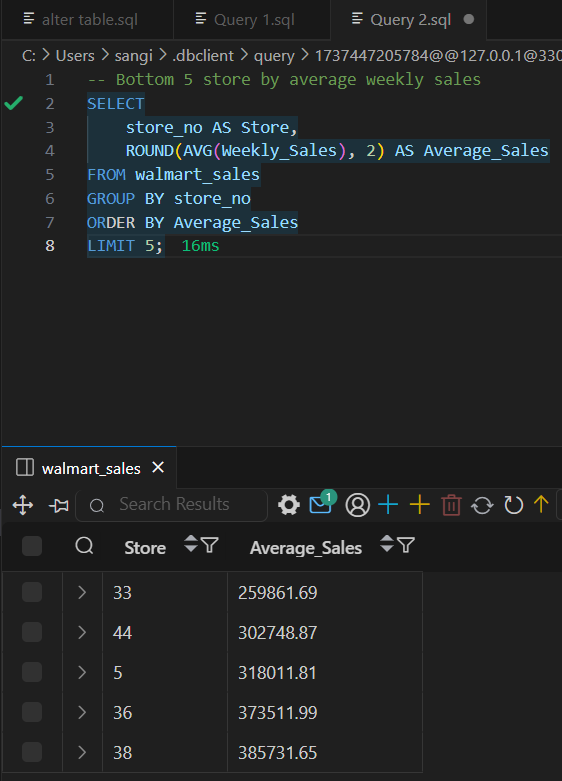 alter table.sql Query 1.sql Query 2.sql
C: > Users > sangi > .dbclient > query > 1737447205784@@127.0.0.1@330
1 -- Bottom 5 store by average weekly sales
2 SELECT
3 store_no AS Store,
4 ROUND(AVG(Weekly_Sales), 2) AS Average_Sales
5 FROM walmart_sales
6 GROUP BY store_no
7 ORDER BY Average_Sales
8 LIMIT 5; 16ms
walmart_sales
Search Results 1
Store Average_Sales
33 259861.69
44 302748.87
5 318011.81
36 373511.99
38 385731.65